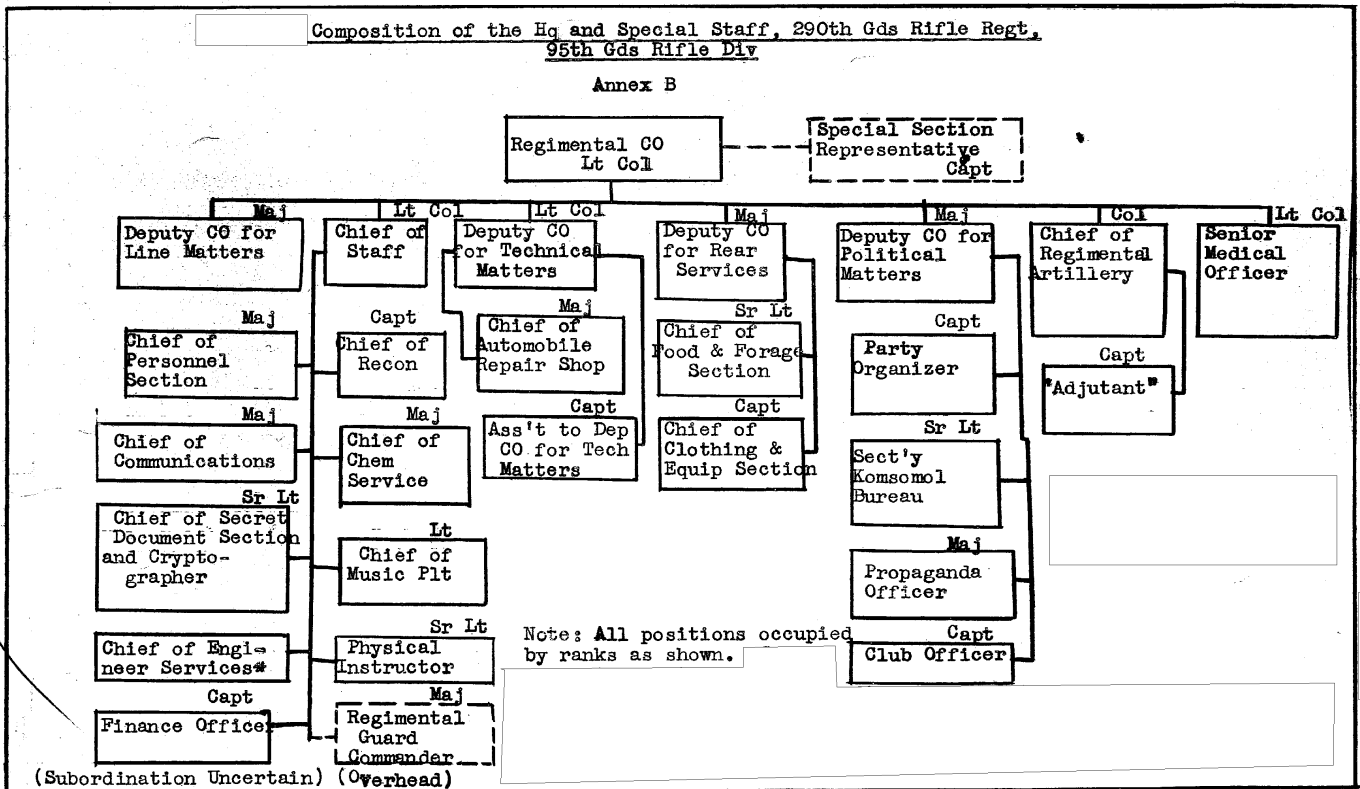 Composition of the Hq and Special Staff, 290th Gds Rifle Regt,
95th Gds Rifle Div
Annex B
Regimental CO
Lt Col
Special Section
Representative
Capt
Maj
Deputy CO for
Line Matters
Lt Col
Chief of
Staff
Lt Col
Deputy CO
for Technical
Matters
Maj
Deputy CO
for Rear
Services
Maj
Deputy CO for
Political
Matters
Col
Chief of
Regimental
Artillery
Lt Col
Senior
Medical
Officer
Maj
Chief of
Personnel
Section
Capt
Chief of
Recon
Maj
Chief of
Automobile
Repair Shop
Sr Lt
Chief of
Food & Forage
Section
Capt
Party
Organizer
Capt
"Adjutant"
Maj
Chief of
Communications
Maj
Chief of
Chem
Service
Capt
Ass't to Dep
CO for Tech
Matters
Capt
Chief of
Clothing &
Equip Section
Sr Lt
Sect'y
Komsomol
Bureau
Sr Lt
Chief of Secret
Document Section
and Crypto-
grapher
Lt
Chief of
Music Plt
Maj
Propaganda
Officer
Chief of Engi-
neer Services*
Sr Lt
Physical
Instructor
Note: All positions occupied
by ranks as shown.
Capt
Club Officer
Capt
Finance Officer
Maj
Regimental
Guard
Commander
(Subordination Uncertain) (Overhead)